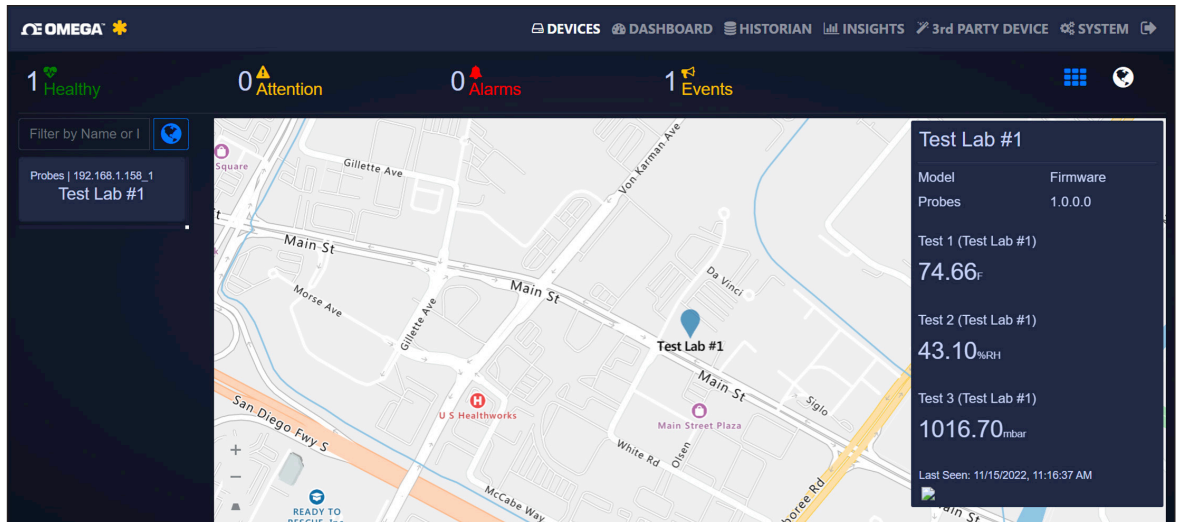 OMEGA
DEVICES DASHBOARD HISTORIAN INSIGHTS 3rd PARTY DEVICE SYSTEM
1 Healthy
0 Attention
0 Alarms
1 Events
Filter by Name or I
Probes | 192.168.1.158_1
Test Lab #1
Square
Gillette Ave
Von Karman Ave
Main St
Morse Ave
Gillette Ave
Main St
Da Vinci
Test Lab #1
Main St
Siglo
U S Healthworks
Main Street Plaza
San Diego Fwy S
White Rd
Olsen
McCabe Way
READY TO
RESCUE, Inc
boree Rd
ain St
Test Lab #1
Model Firmware
Probes 1.0.0.0
Test 1 (Test Lab #1)
74.66F
Test 2 (Test Lab #1)
43.10%RH
Test 3 (Test Lab #1)
1016.70mbar
Last Seen: 11/15/2022, 11:16:37 AM